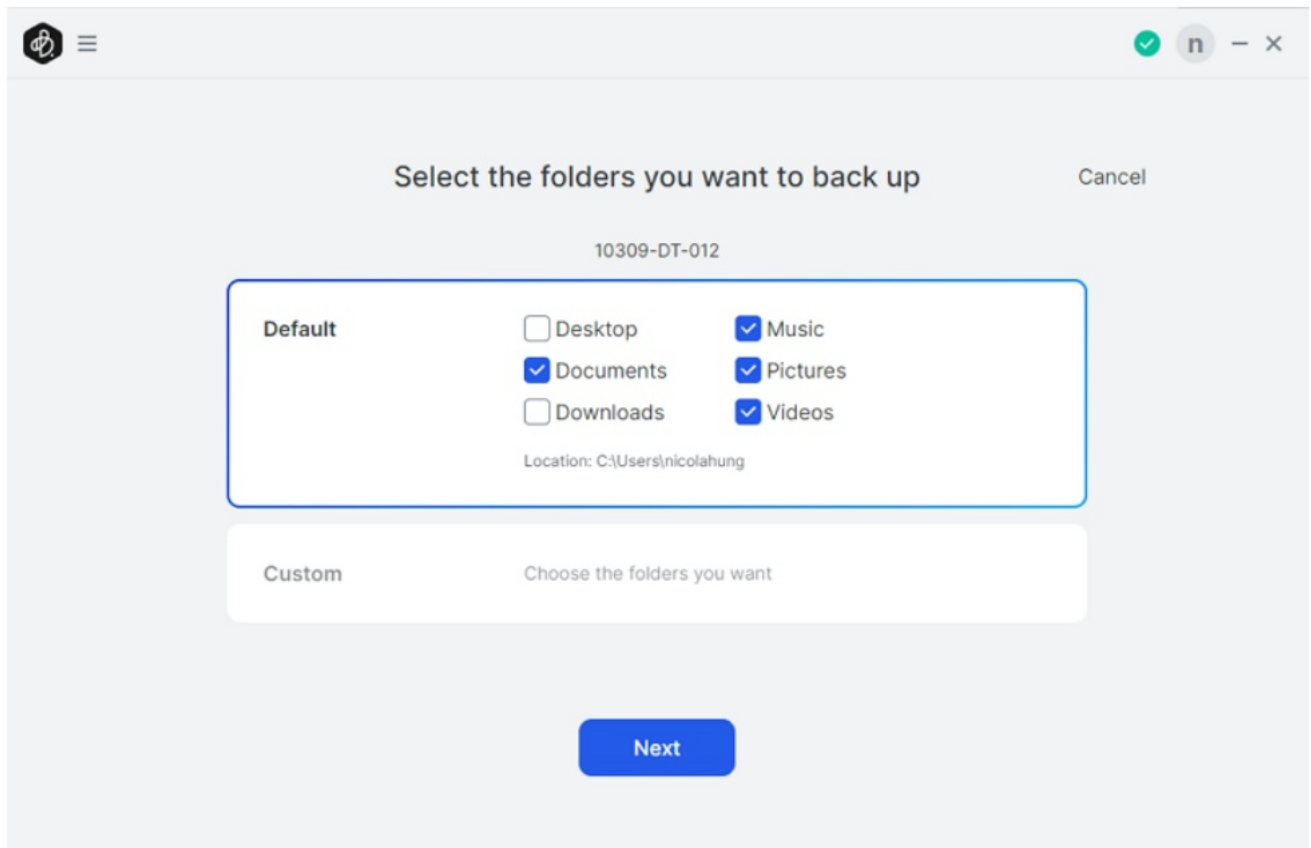 n
Select the folders you want to back up
Cancel
10309-DT-012
Default
Desktop
Music
Documents
Pictures
Downloads
Videos
Location: C:\Users\nicolahung
Custom
Choose the folders you want
Next